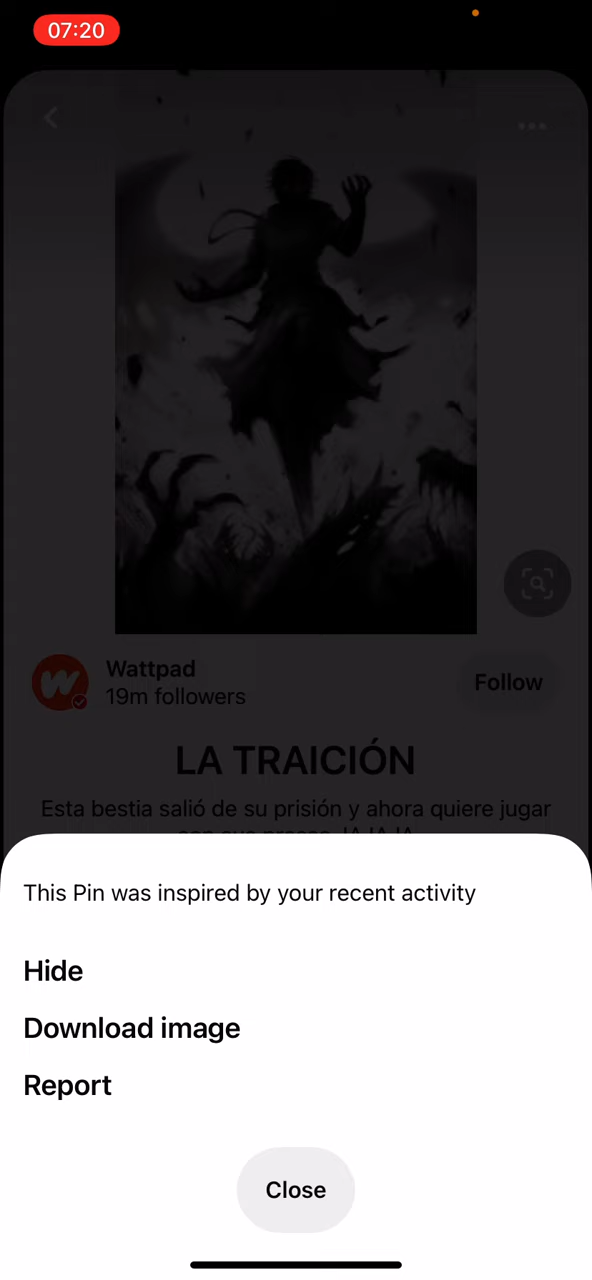 07:20
Wattpad
19m followers
Follow
LA TRAICIÓN
Esta bestia salió de su prisión y ahora quiere jugar
This Pin was inspired by your recent activity
Hide
Download image
Report
Close